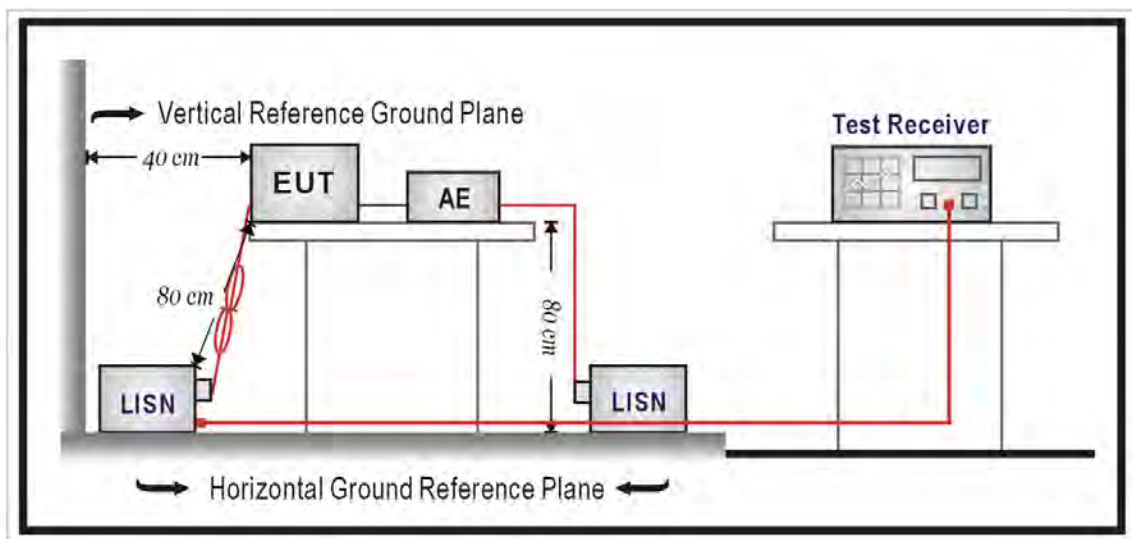 Vertical Reference Ground Plane
Test Receiver
40 cm
EUT
AE
80 cm
80 cm
LISN
LISN
Horizontal Ground Reference Plane